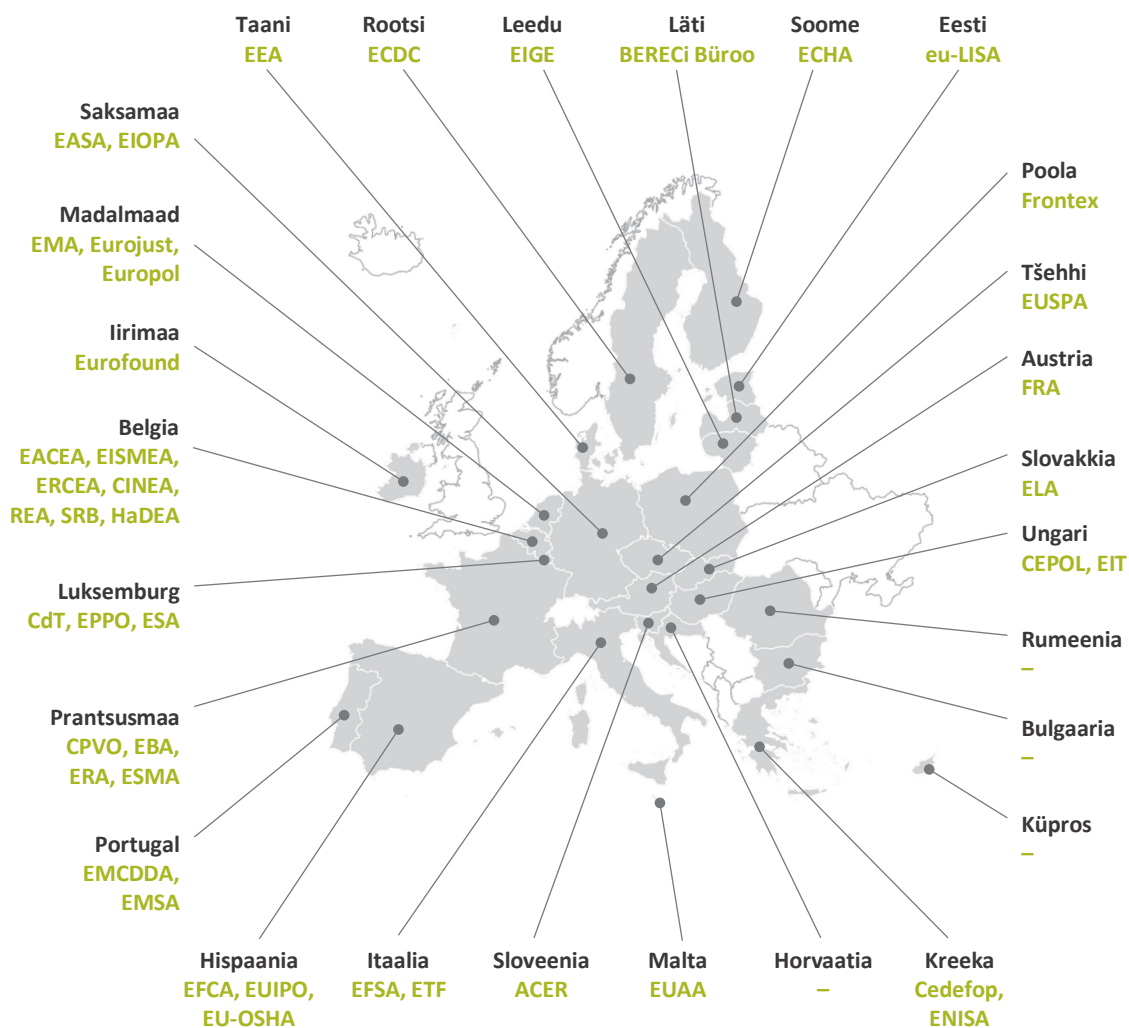 Taani
EEA
Rootsi
ECDC
Leedu
EIGE
Läti
BERECi Büroo
Soome
ECHA
Eesti
eu-LISA
Saksamaa
EASA, EIOPA
Madalmaad
EMA, Eurojust,
Europol
Iirimaa
Eurofound
Belgia
EACEA, EISMEA,
ERCEA, CINEA,
REA, SRB, HaDEA
Luksemburg
CdT, EPPO, ESA
Prantsusmaa
CPVO, EBA,
ERA, ESMA
Portugal
EMCDDA,
EMSA
Poola
Frontex
Tšehhi
EUSPA
Austria
FRA
Slovakkia
ELA
Ungari
CEPOL, EIT
Rumeenia
–
Bulgaaria
–
Küpros
–
Hispaania
EFCA, EUIPO,
EU-OSHA
Itaalia
EFSA, ETF
Sloveenia
ACER
Malta
EUAA
Horvaatia
–
Kreeka
Cedefop,
ENISA